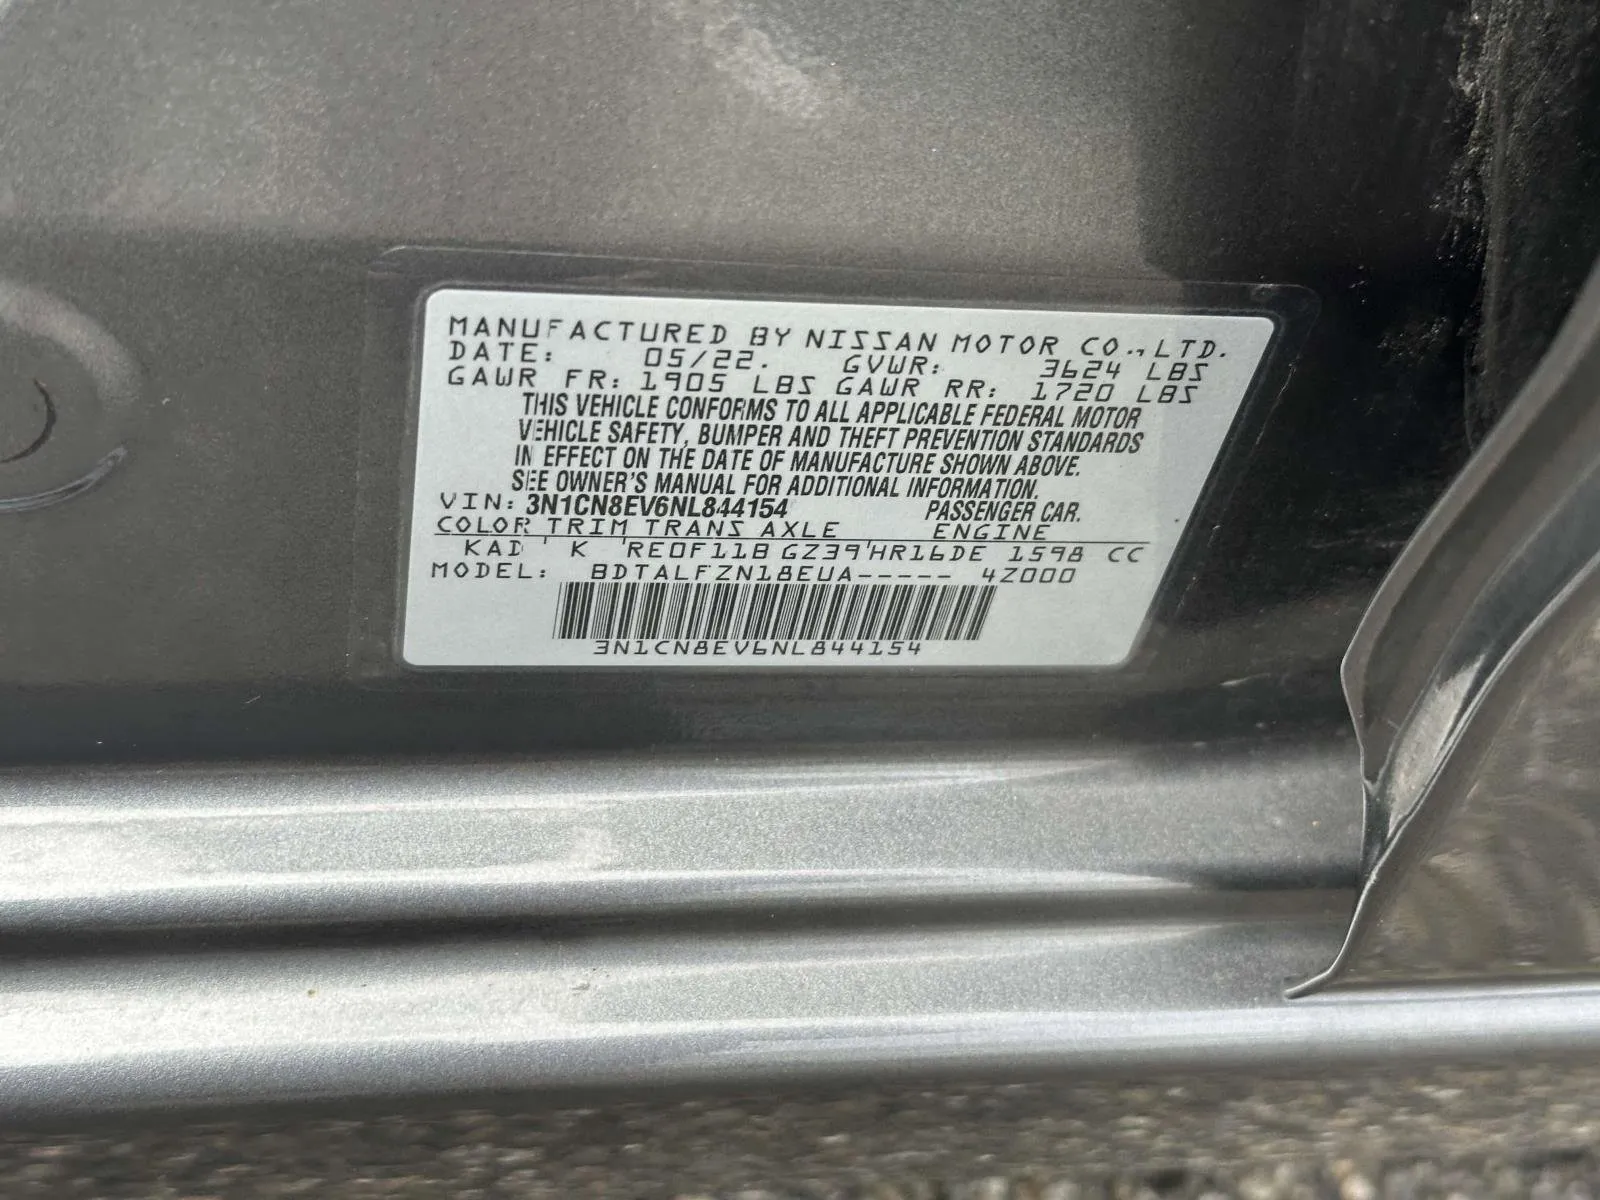 MANUFACTURED BY NISSAN MOTOR CO., LTD.
DATE: 05/22. GVWR: 3624 LBS
GAWR FR: 1905 LBS GAWR RR: 1720 LBS
THIS VEHICLE CONFORMS TO ALL APPLICABLE FEDERAL MOTOR
VEHICLE SAFETY, BUMPER AND THEFT PREVENTION STANDARDS
IN EFFECT ON THE DATE OF MANUFACTURE SHOWN ABOVE.
SEE OWNER'S MANUAL FOR ADDITIONAL INFORMATION.
VIN: 3N1CN8EV6NL844154 PASSENGER CAR.
COLOR TRIM TRANS AXLE ENGINE
KAD K RE0F11B GZ39 HR16DE 1598 CC
MODEL: BDTALFZN18EUA----- 4Z000
3N1CN8EV6NL844154